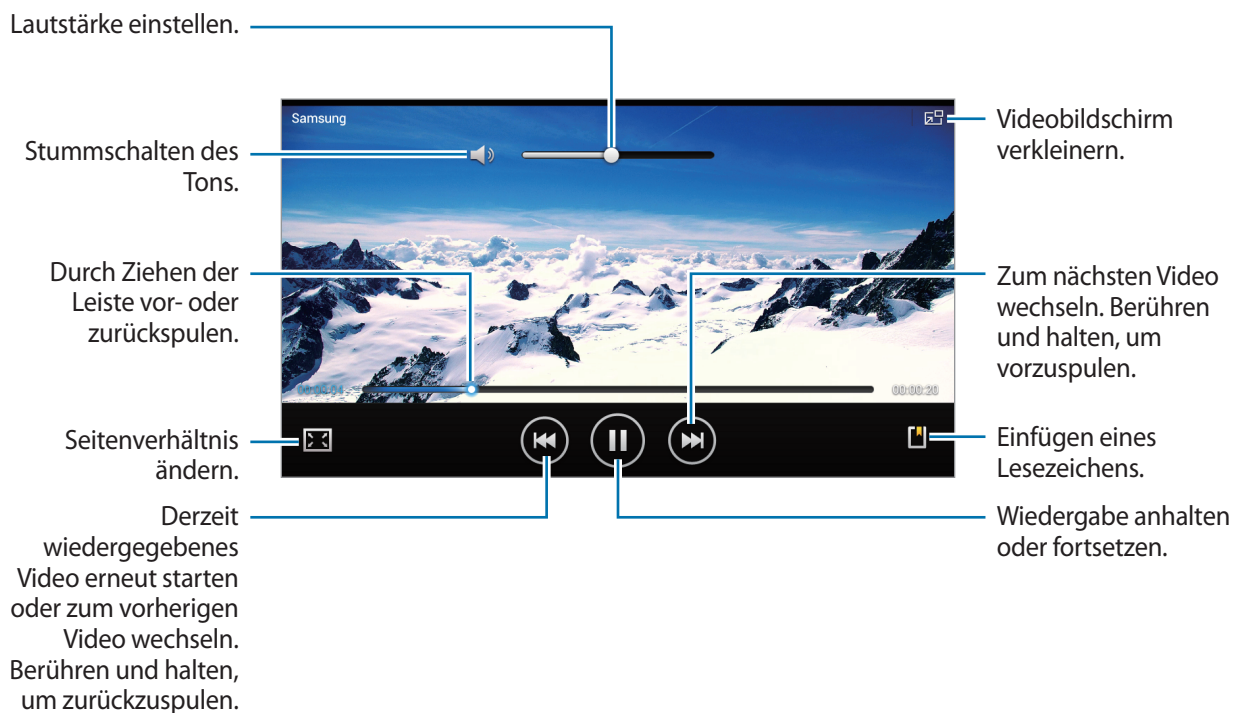 Lautstärke einstellen.
Samsung
Videobildschirm
verkleinern.
Stummschalten des
Tons.
Durch Ziehen der
Leiste vor- oder
zurückspulen.
Zum nächsten Video
wechseln. Berühren
und halten, um
vorzuspulen.
00:00:20
Seitenverhältnis
ändern.
Einfügen eines
Lesezeichens.
Derzeit
wiedergegebenes
Video erneut starten
oder zum vorherigen
Video wechseln.
Berühren und halten,
um zurückzuspulen.
Wiedergabe anhalten
oder fortsetzen.